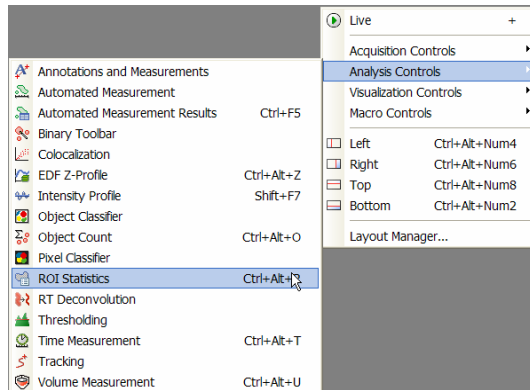 Live +
Acquisition Controls
Analysis Controls
Visualization Controls
Macro Controls
Left Ctrl+Alt+Num4
Right Ctrl+Alt+Num6
Top Ctrl+Alt+Num8
Bottom Ctrl+Alt+Num2
Layout Manager...
Annotations and Measurements
Automated Measurement
Automated Measurement Results Ctrl+F5
Binary Toolbar
Colocalization
EDF Z-Profile Ctrl+Alt+Z
Intensity Profile Shift+F7
Object Classifier
Object Count Ctrl+Alt+O
Pixel Classifier
ROI Statistics Ctrl+Alt+
RT Deconvolution
Thresholding
Time Measurement Ctrl+Alt+T
Tracking
Volume Measurement Ctrl+Alt+U